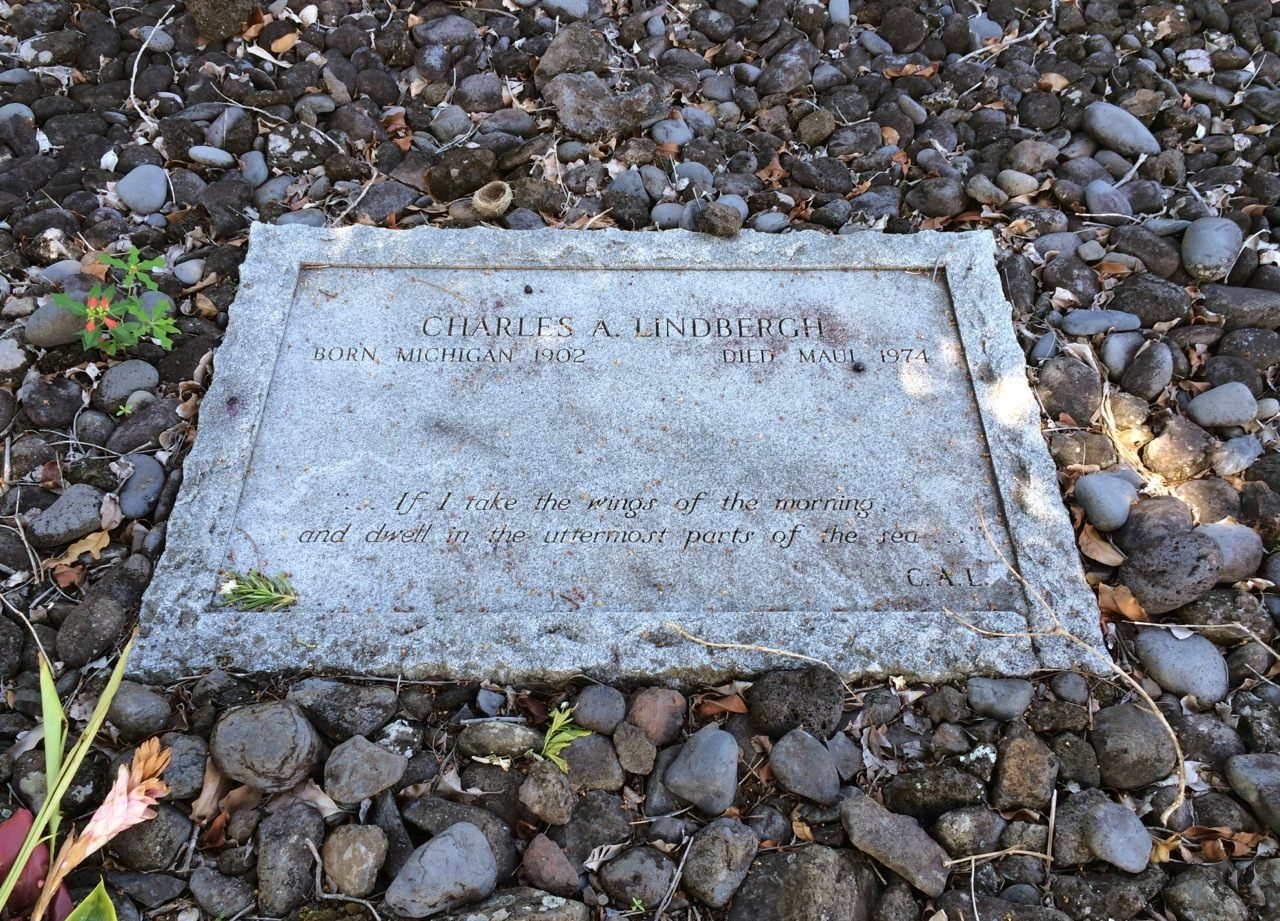 CHARLES A. LINDBERGH
BORN MICHIGAN 1902 DIED MAUI 1974
... If I take the wings of the morning,
and dwell in the uttermost parts of the sea ...
C.A.L.